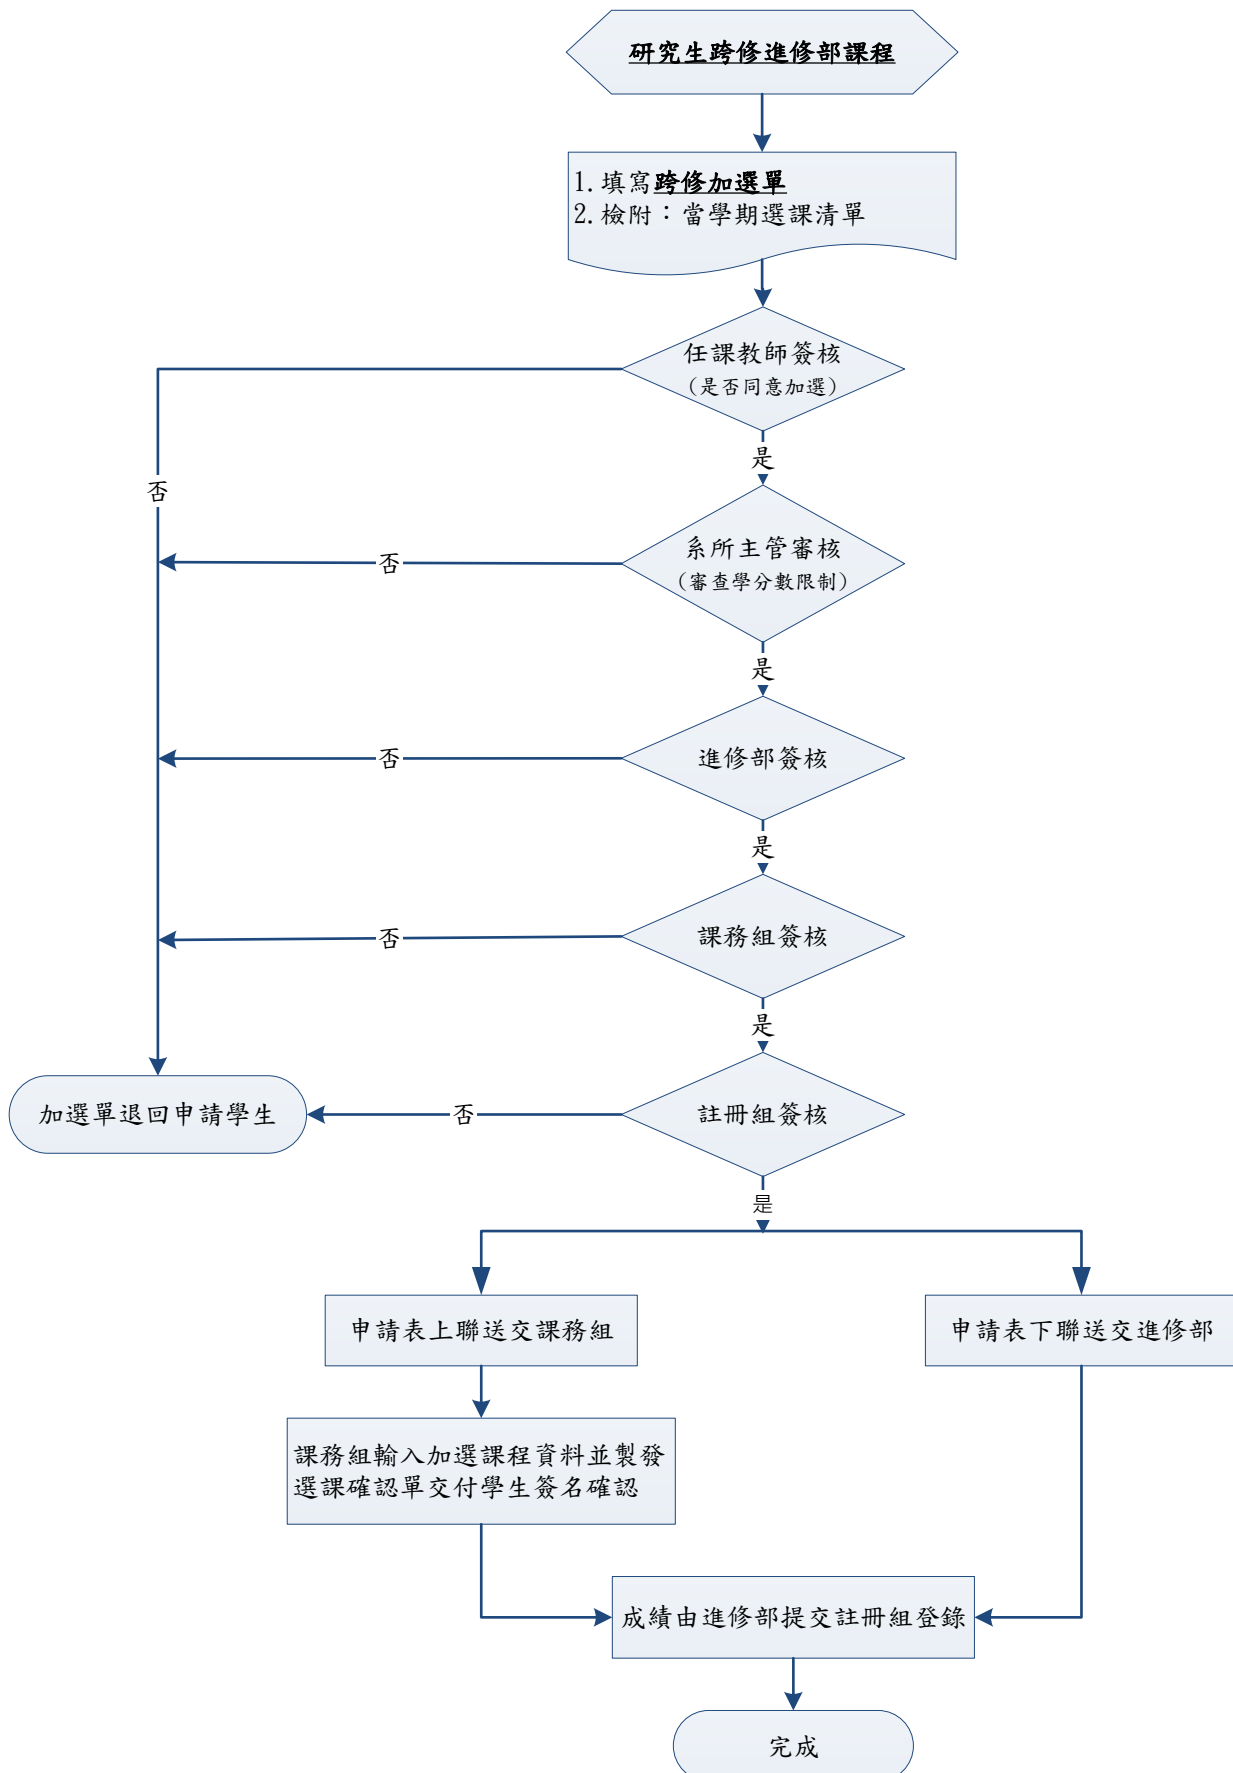 研究生跨修進修部課程
1.填寫跨修加選單
2.檢附：當學期選課清單
任課教師簽核
(是否同意加選)
是
否
系所主管審核
(審查學分數限制)
否
是
進修部簽核
否
是
課務組簽核
否
是
加選單退回申請學生
否
註冊組簽核
是
申請表上聯送交課務組
申請表下聯送交進修部
課務組輸入加選課程資料並製發
選課確認單交付學生簽名確認
成績由進修部提交註冊組登錄
完成